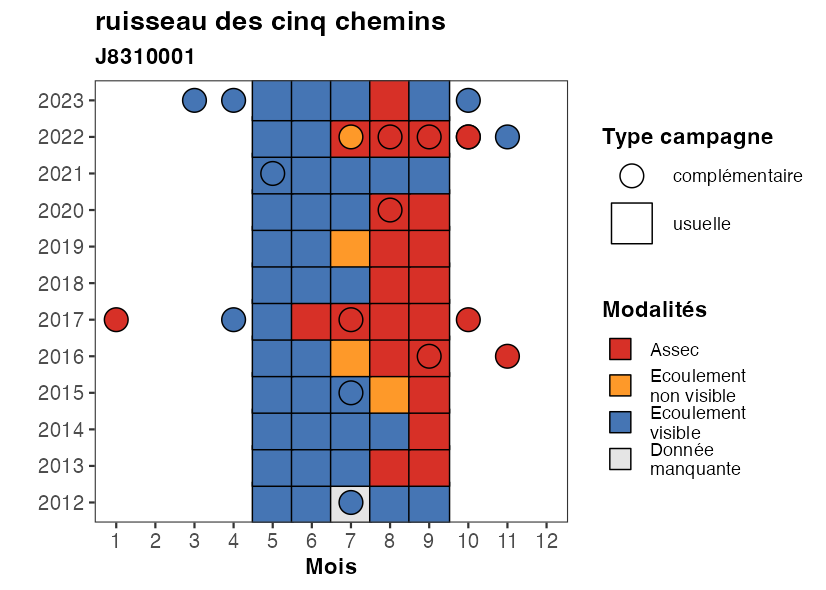 ruisseau des cinq chemins
J8310001
2023
2022
2021
2020
2019
2018
2017
2016
2015
2014
2013
2012
1 2 3 4 5 6 7 8 9 10 11 12
Mois
Type campagne
complémentaire
usuelle
Modalités
Assec
Ecoulement
non visible
Ecoulement
visible
Donnée
manquante